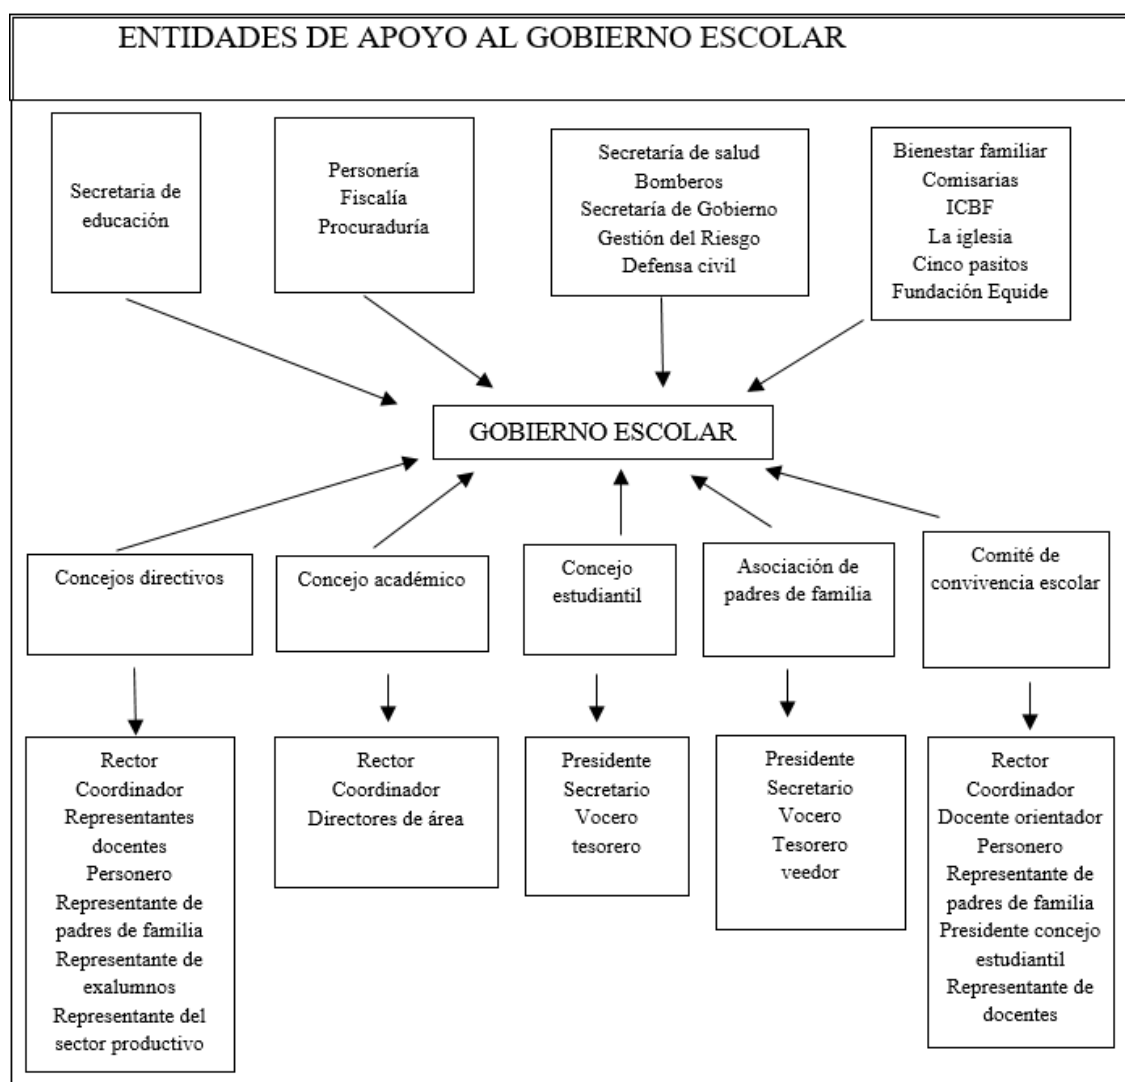 ENTIDADES DE APOYO AL GOBIERNO ESCOLAR
Secretaria de
educación
Personería
Fiscalía
Procuraduría
Secretaría de salud
Bomberos
Secretaría de Gobierno
Gestión del Riesgo
Defensa civil
Bienestar familiar
Comisarias
ICBF
La iglesia
Cinco pasitos
Fundación Equide
GOBIERNO ESCOLAR
Concejos directivos
Concejo académico
Concejo
estudiantil
Asociación de
padres de familia
Comité de
convivencia escolar
Rector
Coordinador
Representantes
docentes
Personero
Representante de
padres de familia
Representante de
exalumnos
Representante del
sector productivo
Rector
Coordinador
Directores de área
Presidente
Secretario
Vocero
tesorero
Presidente
Secretario
Vocero
Tesorero
veedor
Rector
Coordinador
Docente orientador
Personero
Representante de
padres de familia
Presidente concejo
estudiantil
Representante de
docentes